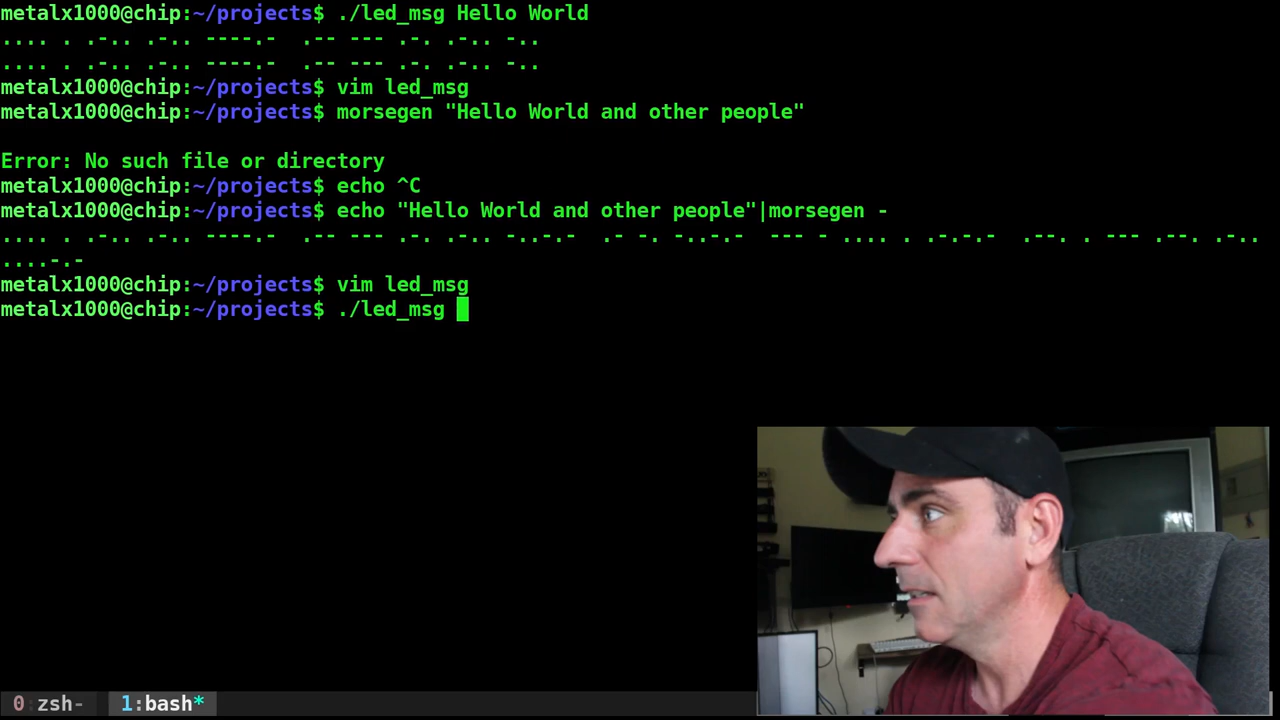 metalx1000@chip:~/projects$ ./led_msg Hello World
.... . .-.. .-.. ----.-  .-- --- .-. .-.. -..
.... . .-.. .-.. ----.-  .-- --- .-. .-.. -..
metalx1000@chip:~/projects$ vim led_msg
metalx1000@chip:~/projects$ morsegen "Hello World and other people"
Error: No such file or directory
metalx1000@chip:~/projects$ echo ^C
metalx1000@chip:~/projects$ echo "Hello World and other people"|morsegen -
.... . .-.. .-.. ----.-  .-- --- .-. .-.. -..-.-  .- -. -..-.-  --- - .... . .-.-.-  .--. . --- .--. .-..
....-.-
metalx1000@chip:~/projects$ vim led_msg
metalx1000@chip:~/projects$ ./led_msg
0:zsh- 1:bash*